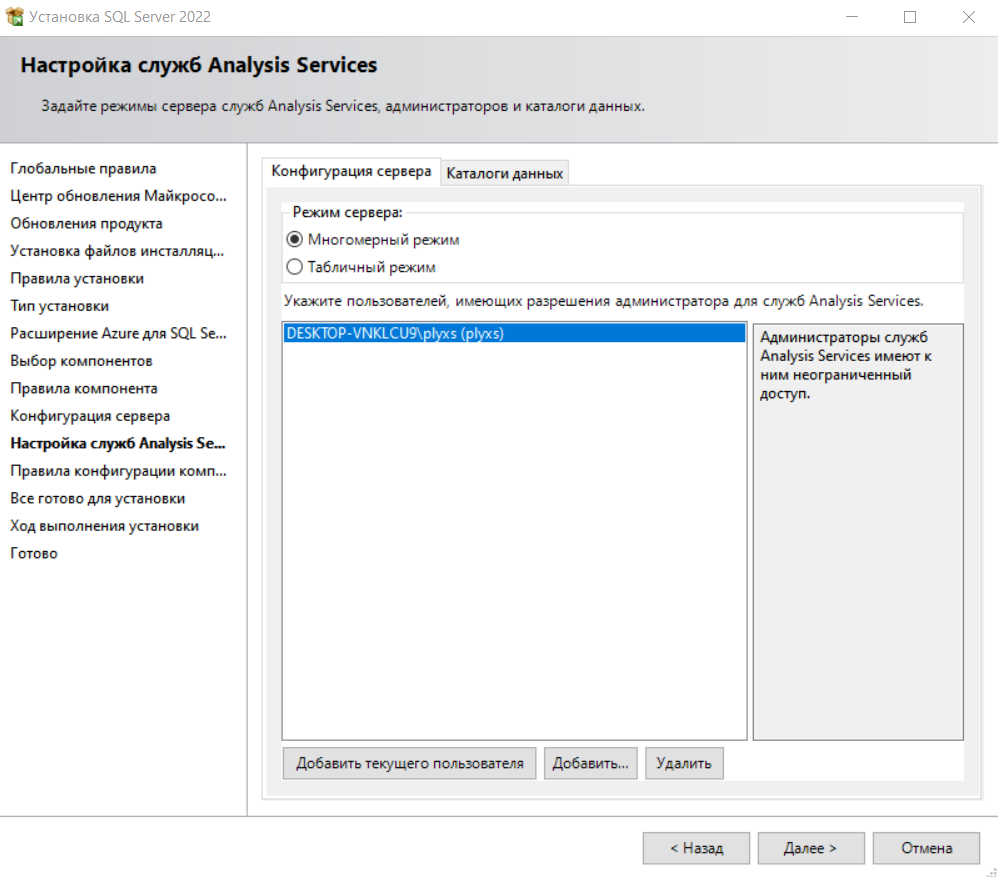 Установка SQL Server 2022
Настройка служб Analysis Services
Задайте режимы сервера служб Analysis Services, администраторов и каталоги данных.
Глобальные правила
Центр обновления Майкросо...
Обновления продукта
Установка файлов инсталляц...
Правила установки
Тип установки
Расширение Azure для SQL Se...
Выбор компонентов
Правила компонента
Конфигурация сервера
Настройка служб Analysis Se...
Правила конфигурации комп...
Все готово для установки
Ход выполнения установки
Готово
Конфигурация сервера
Каталоги данных
Режим сервера:
Многомерный режим
Табличный режим
Укажите пользователей, имеющих разрешения администратора для служб Analysis Services.
DESKTOP-VNKLCU9\plyxs (plyxs)
Администраторы служб
Analysis Services имеют к
ним неограниченный
доступ.
Добавить текущего пользователя
Добавить...
Удалить
< Назад
Далее >
Отмена